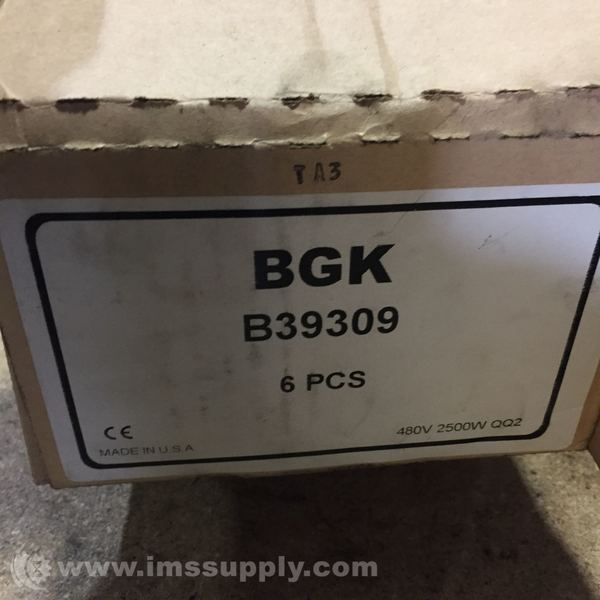 TA3
BGK
B39309
6 PCS
CE
480V 2500W QQ2
MADE IN U.S.A
www.imssupply.com